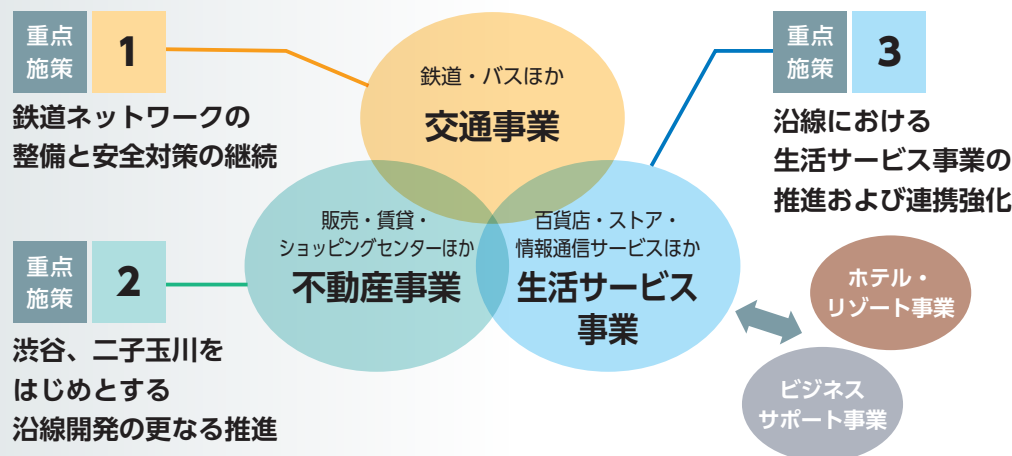 重点
施策
1
鉄道ネットワークの
整備と安全対策の継続
鉄道・バスほか
交通事業
重点
施策
3
沿線における
生活サービス事業の
推進および連携強化
重点
施策
2
渋谷、二子玉川を
はじめとする
沿線開発の更なる推進
販売・賃貸・
ショッピングセンターほか
不動産事業
百貨店・ストア・
情報通信サービスほか
生活サービス
事業
ホテル・
リゾート事業
ビジネス
サポート事業